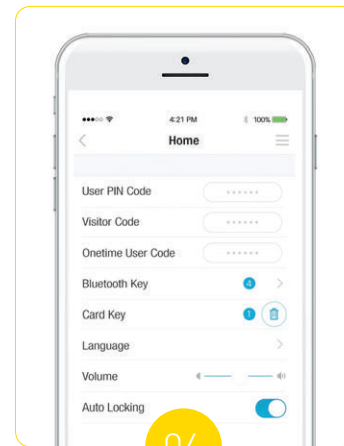 4:21 PM 100%
Home
User PIN Code
Visitor Code
Onetime User Code
Bluetooth Key 4
Card Key 1
Language
Volume
Auto Locking
04